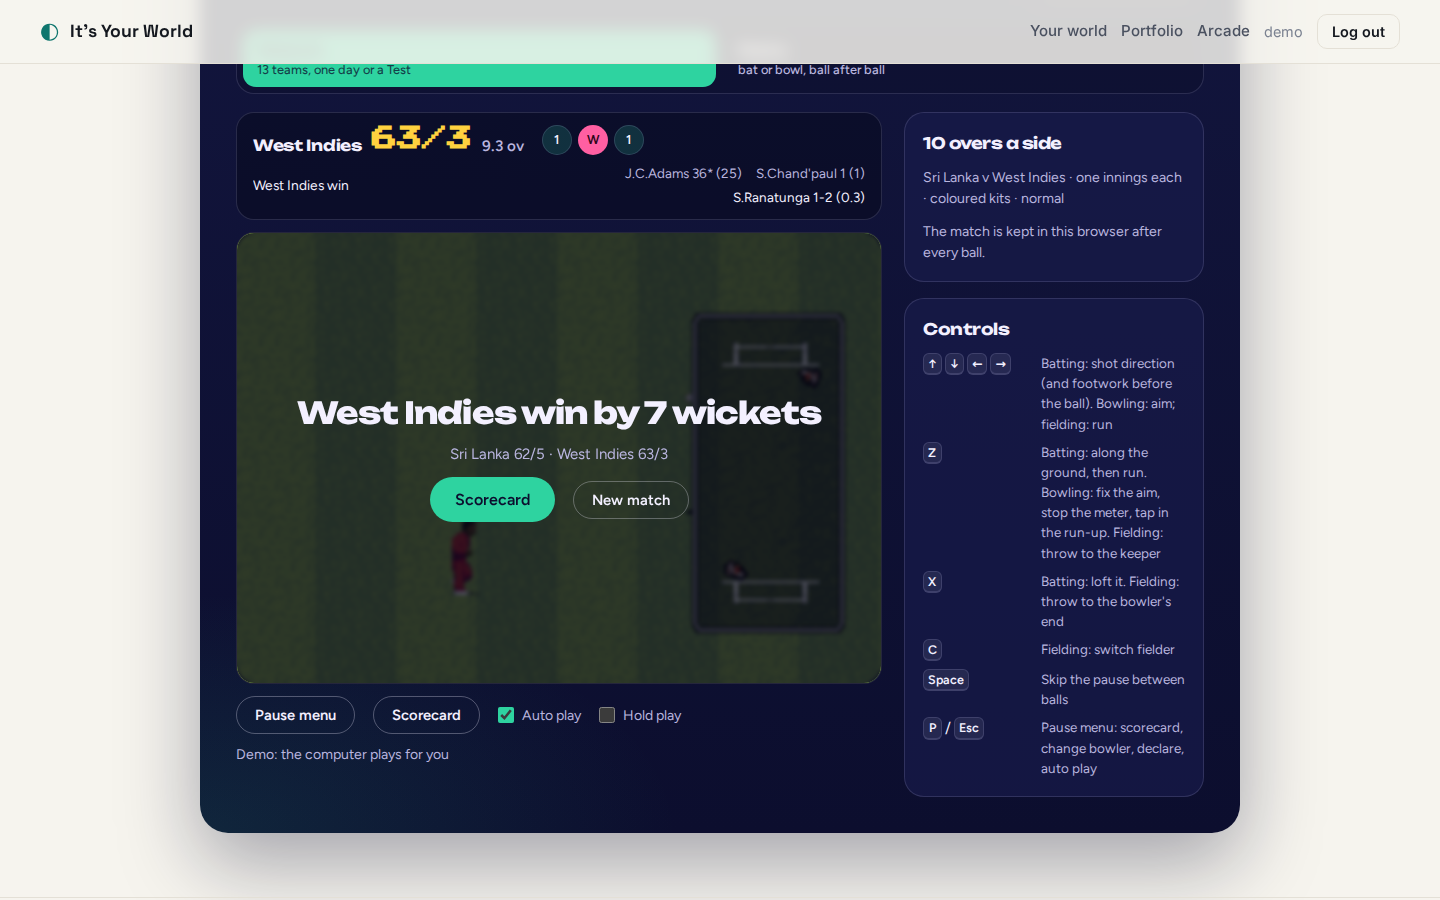 It's Your World
Your world Portfolio Arcade demo Log out
13 teams, one day or a Test
bat or bowl, ball after ball
West Indies 63/3 9.3 ov 1 W 1
J.C.Adams 36* (25) S.Chand'paul 1 (1)
West Indies win
S.Ranatunga 1-2 (0.3)
West Indies win by 7 wickets
Sri Lanka 62/5 · West Indies 63/3
Scorecard New match
Pause menu Scorecard Auto play Hold play
Demo: the computer plays for you
10 overs a side
Sri Lanka v West Indies · one innings each
· coloured kits · normal
The match is kept in this browser after
every ball.
Controls
↑ ↓ ← → Batting: shot direction
(and footwork before
the ball). Bowling: aim;
fielding: run
Z Batting: along the
ground, then run.
Bowling: fix the aim,
stop the meter, tap in
the run-up. Fielding:
throw to the keeper
X Batting: loft it. Fielding:
throw to the bowler's
end
C Fielding: switch fielder
Space Skip the pause between
balls
P / Esc Pause menu: scorecard,
change bowler, declare,
auto play